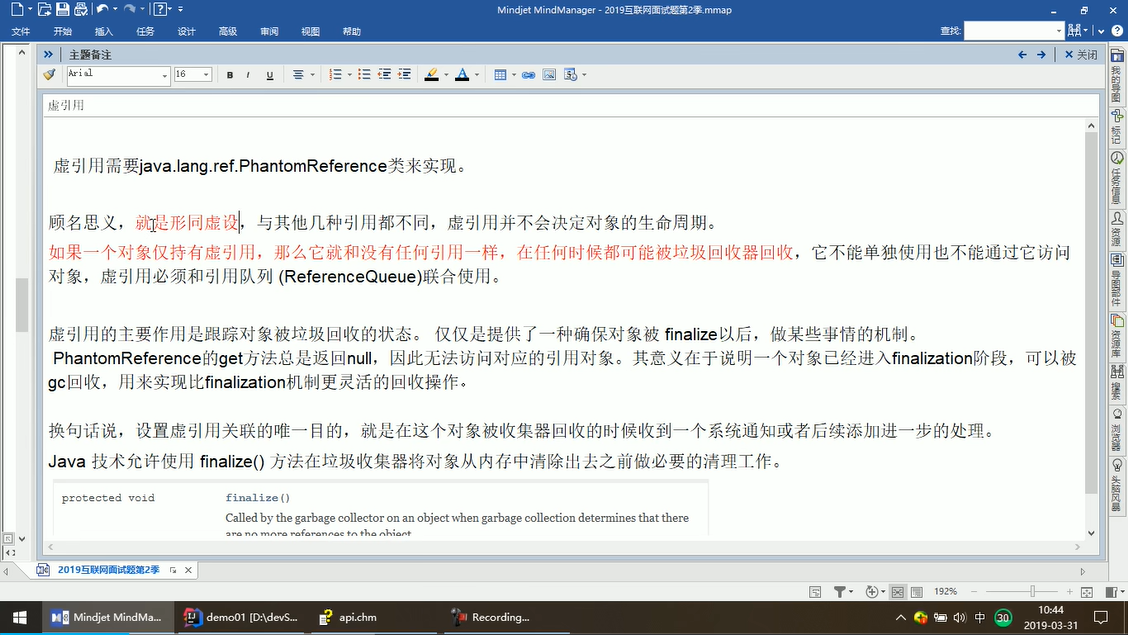 Mindjet MindManager - 2019互联网面试题第2季.mmap
文件 开始 插入 任务 设计 高级 审阅 视图 帮助 查找:
主题备注 关闭
Arial 16 B I U
虚引用
虚引用需要java.lang.ref.PhantomReference类来实现。
顾名思义，就是形同虚设，与其他几种引用都不同，虚引用并不会决定对象的生命周期。
如果一个对象仅持有虚引用，那么它就和没有任何引用一样，在任何时候都可能被垃圾回收器回收，它不能单独使用也不能通过它访问
对象，虚引用必须和引用队列 (ReferenceQueue)联合使用。
虚引用的主要作用是跟踪对象被垃圾回收的状态。 仅仅是提供了一种确保对象被 finalize以后，做某些事情的机制。
PhantomReference的get方法总是返回null，因此无法访问对应的引用对象。其意义在于说明一个对象已经进入finalization阶段，可以被
gc回收，用来实现比finalization机制更灵活的回收操作。
换句话说，设置虚引用关联的唯一目的，就是在这个对象被收集器回收的时候收到一个系统通知或者后续添加进一步的处理。
Java 技术允许使用 finalize() 方法在垃圾收集器将对象从内存中清除出去之前做必要的清理工作。
protected void finalize()
Called by the garbage collector on an object when garbage collection determines that there
are no more references to the object.
我的导图
标记
任务信息
资源
导图部件
资源库
搜索
浏览器
头脑风暴
2019互联网面试题第2季
192%
Mindjet MindMa... demo01 [D:\devS... api.chm Recording... 中 30 10:44
2019-03-31